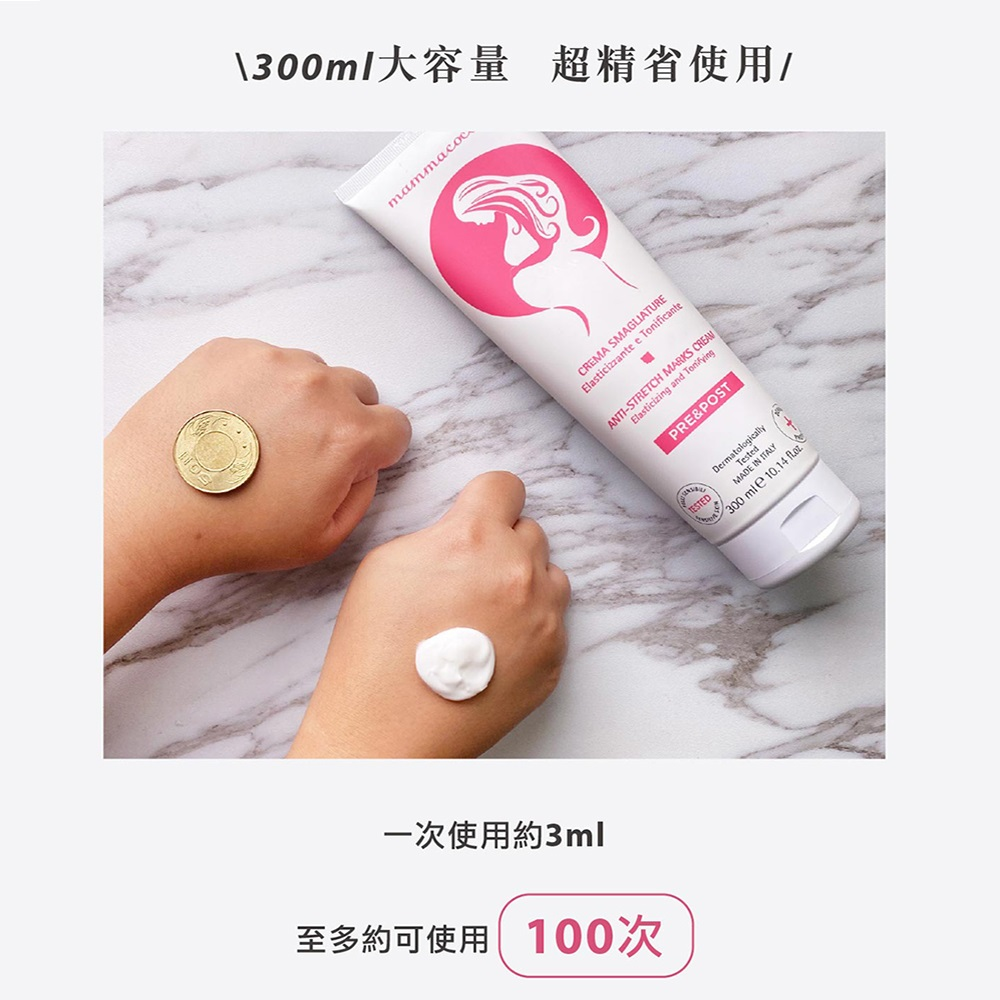 \300ml大容量 超精省使用/
CREMA SMAGLIATURE
Elasticizzante e Tonificante
ANTI-STRETCH MARKS CREAM
Elasticizing and Tonifying
PRE&POST
Dermatologically
Tested
MADE IN ITALY
300 ml e 10.14 fl.oz.
TESTED
一次使用約3ml
至多約可使用 100次